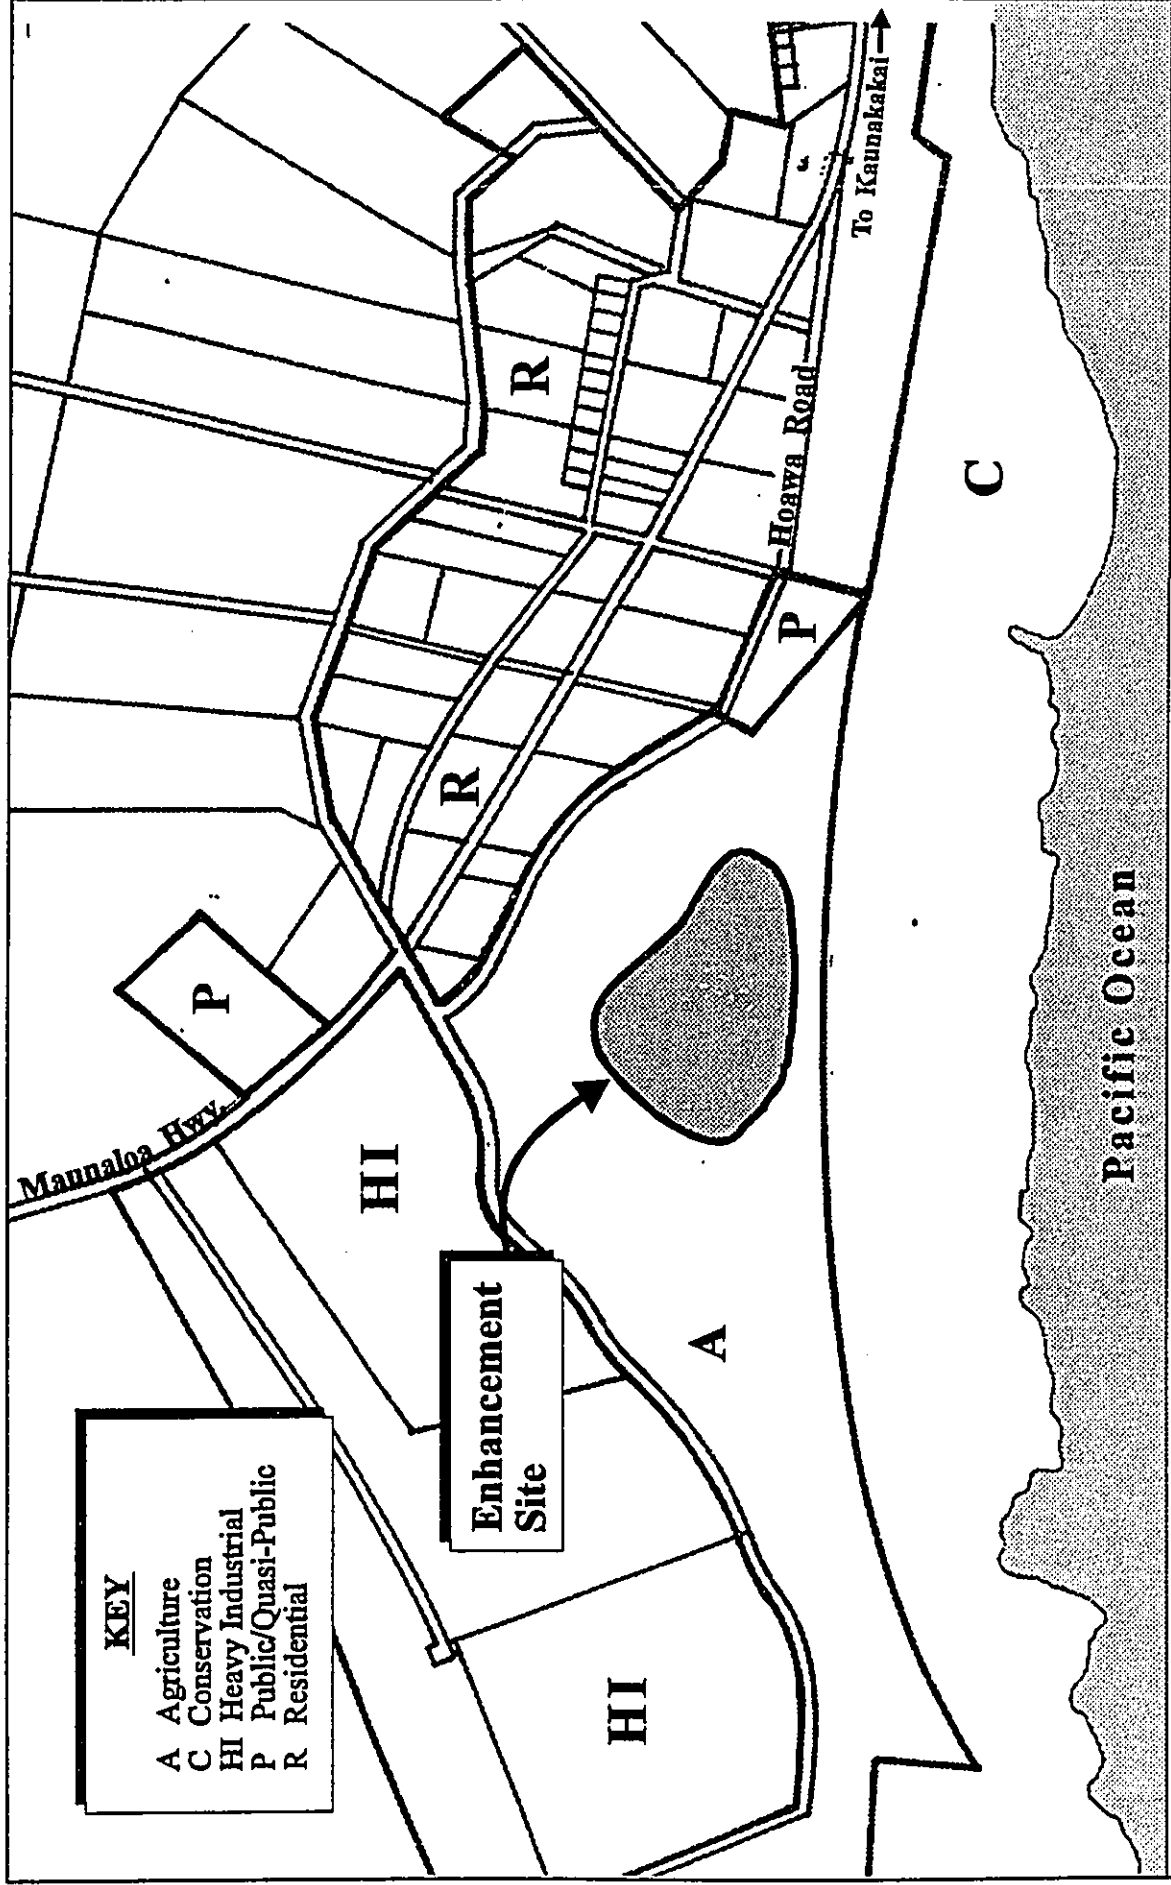 KEY
A Agriculture
C Conservation
HI Heavy Industrial
P Public/Quasi-Public
R Residential
Maunaloa Hwy.
P
HI
Enhancement
Site
HI
A
R
R
P
Hoawa Road
To Kaunakakai
C
Pacific Ocean